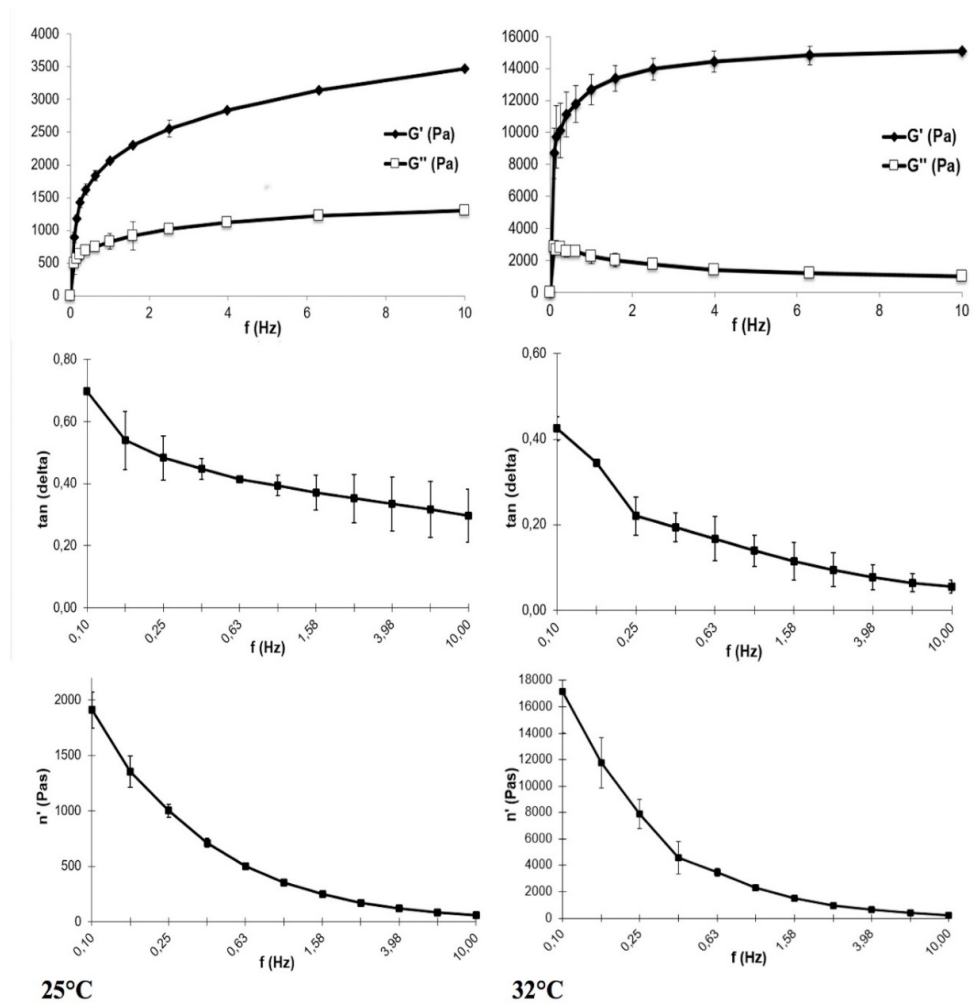 4000
3500
3000
2500
2000
1500
1000
500
0
G' (Pa)
G'' (Pa)
0 2 4 6 8 10
f (Hz)
16000
14000
12000
10000
8000
6000
4000
2000
0
G' (Pa)
G'' (Pa)
0 2 4 6 8 10
f (Hz)
tan (delta)
0,80
0,60
0,40
0,20
0,00
0,10 0,25 0,63 1,58 3,98 10,00
f (Hz)
tan (delta)
0,60
0,40
0,20
0,00
0,10 0,25 0,63 1,58 3,98 10,00
f (Hz)
n' (Pas)
2000
1500
1000
500
0
0,10 0,25 0,63 1,58 3,98 10,00
f (Hz)
n' (Pas)
18000
16000
14000
12000
10000
8000
6000
4000
2000
0
0,10 0,25 0,63 1,58 3,98 10,00
f (Hz)
25°C
32°C